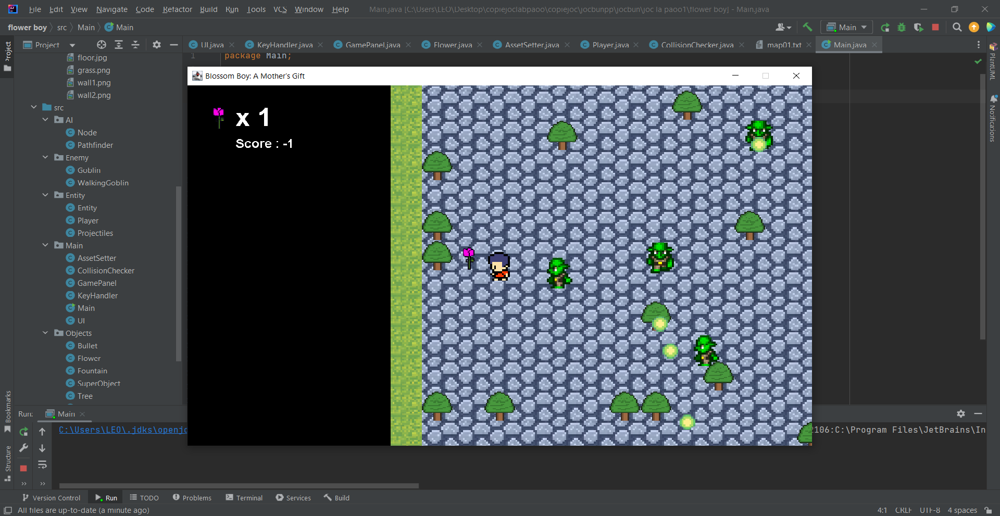 File Edit View Navigate Code Refactor Build Run Tools VCS Window Help Main.java [C:\Users\LEO\Desktop\copiejoclabpaoo\copiejoc\jocbunpp\jocbun\joc la paoo1\flower boy] - Main.java
flower boy src Main Main
Main
Project
UI.java KeyHandler.java GamePanel.java Flower.java AssetSetter.java Player.java CollisionChecker.java map01.txt Main.java
Project
PlantUML
Notifications
floor.jpg
grass.png
wall1.png
wall2.png
src
AI
Node
Pathfinder
Enemy
Goblin
WalkingGoblin
Entity
Entity
Player
Projectiles
Main
AssetSetter
CollisionChecker
GamePanel
KeyHandler
Main
UI
Objects
Bullet
Flower
Fountain
SuperObject
Tree
1 package Main;
Blossom Boy: A Mother's Gift
x 1
Score : -1
Bookmarks
Structure
Run: Main
C:\Users\LEO\.jdks\openjd
2106:C:\Program Files\JetBrains\In
Version Control Run TODO Problems Terminal Services Build
All files are up-to-date (a minute ago)
4:1 CRLF UTF-8 4 spaces